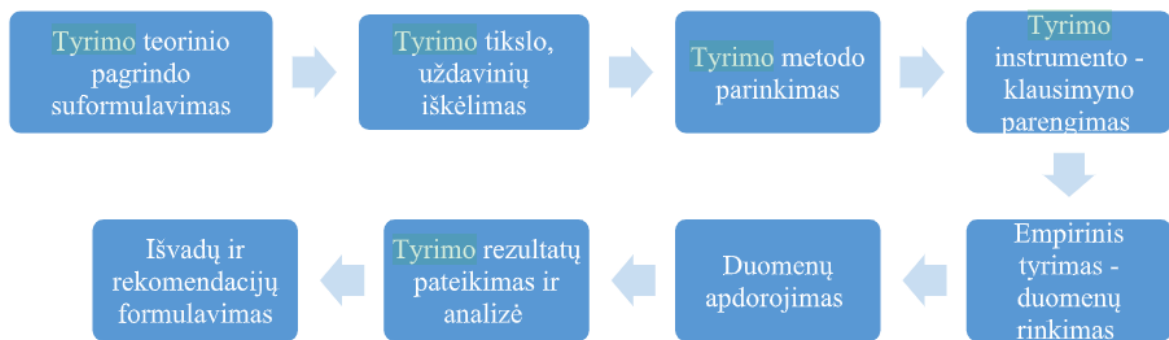 Tyrimo teorinio
pagrindo
suformulavimas
Tyrimo tikslo,
uždavinių
iškėlimas
Tyrimo metodo
parinkimas
Tyrimo
instrumento -
klausimyno
parengimas
Empirinis
tyrimas -
duomenų
rinkimas
Duomenų
apdorojimas
Tyrimo rezultatų
pateikimas ir
analizė
Išvadų ir
rekomendacijų
formulavimas